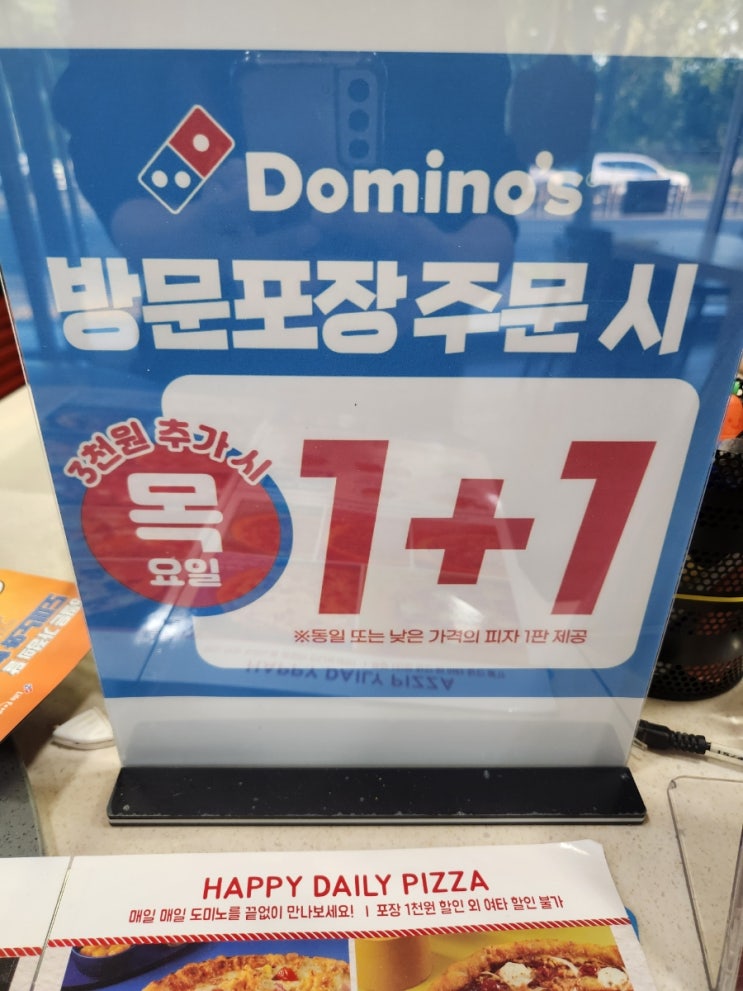 Domino's
방문포장 주문 시
3천원 추가 시
목
요일
1+1
※동일 또는 낮은 가격의 피자 1판 제공
HAPPY DAILY PIZZA
HAPPY DAILY PIZZA
매일 매일 도미노를 끝없이 만나보세요! | 포장 1천원 할인 외 여타 할인 불가